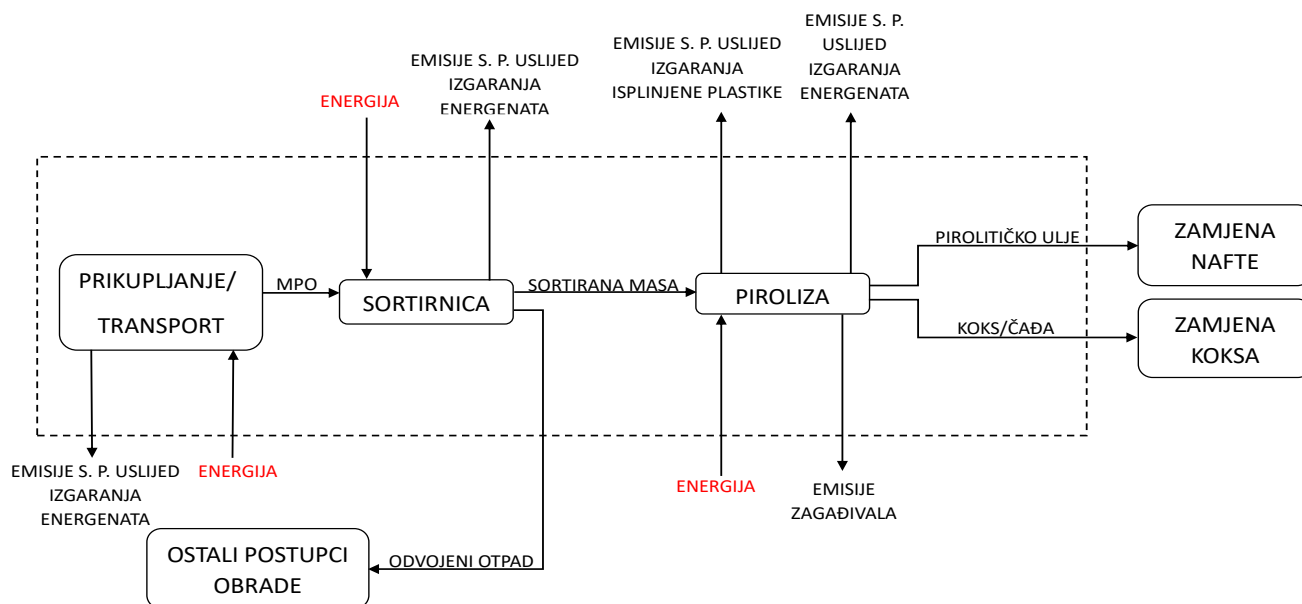 EMISIJE S. P. USLIJED
IZGARANJA
ENERGENATA
ENERGIJA
EMISIJE S. P. USLIJED
IZGARANJA
ISPLINJENE PLASTIKE
EMISIJE S. P.
USLIJED
IZGARANJA
ENERGENATA
PRIKUPLJANJE/
TRANSPORT
MPO
SORTIRNICA
SORTIRANA MASA
PIROLIZA
PIROLITIČKO ULJE
ZAMJENA
NAFTE
KOKS/ČAĐA
ZAMJENA
KOKSA
EMISIJE S. P. USLIJED
IZGARANJA
ENERGENATA
ENERGIJA
ENERGIJA
EMISIJE
ZAGAĐIVALA
OSTALI POSTUPCI
OBRADE
ODVOJENI OTPAD